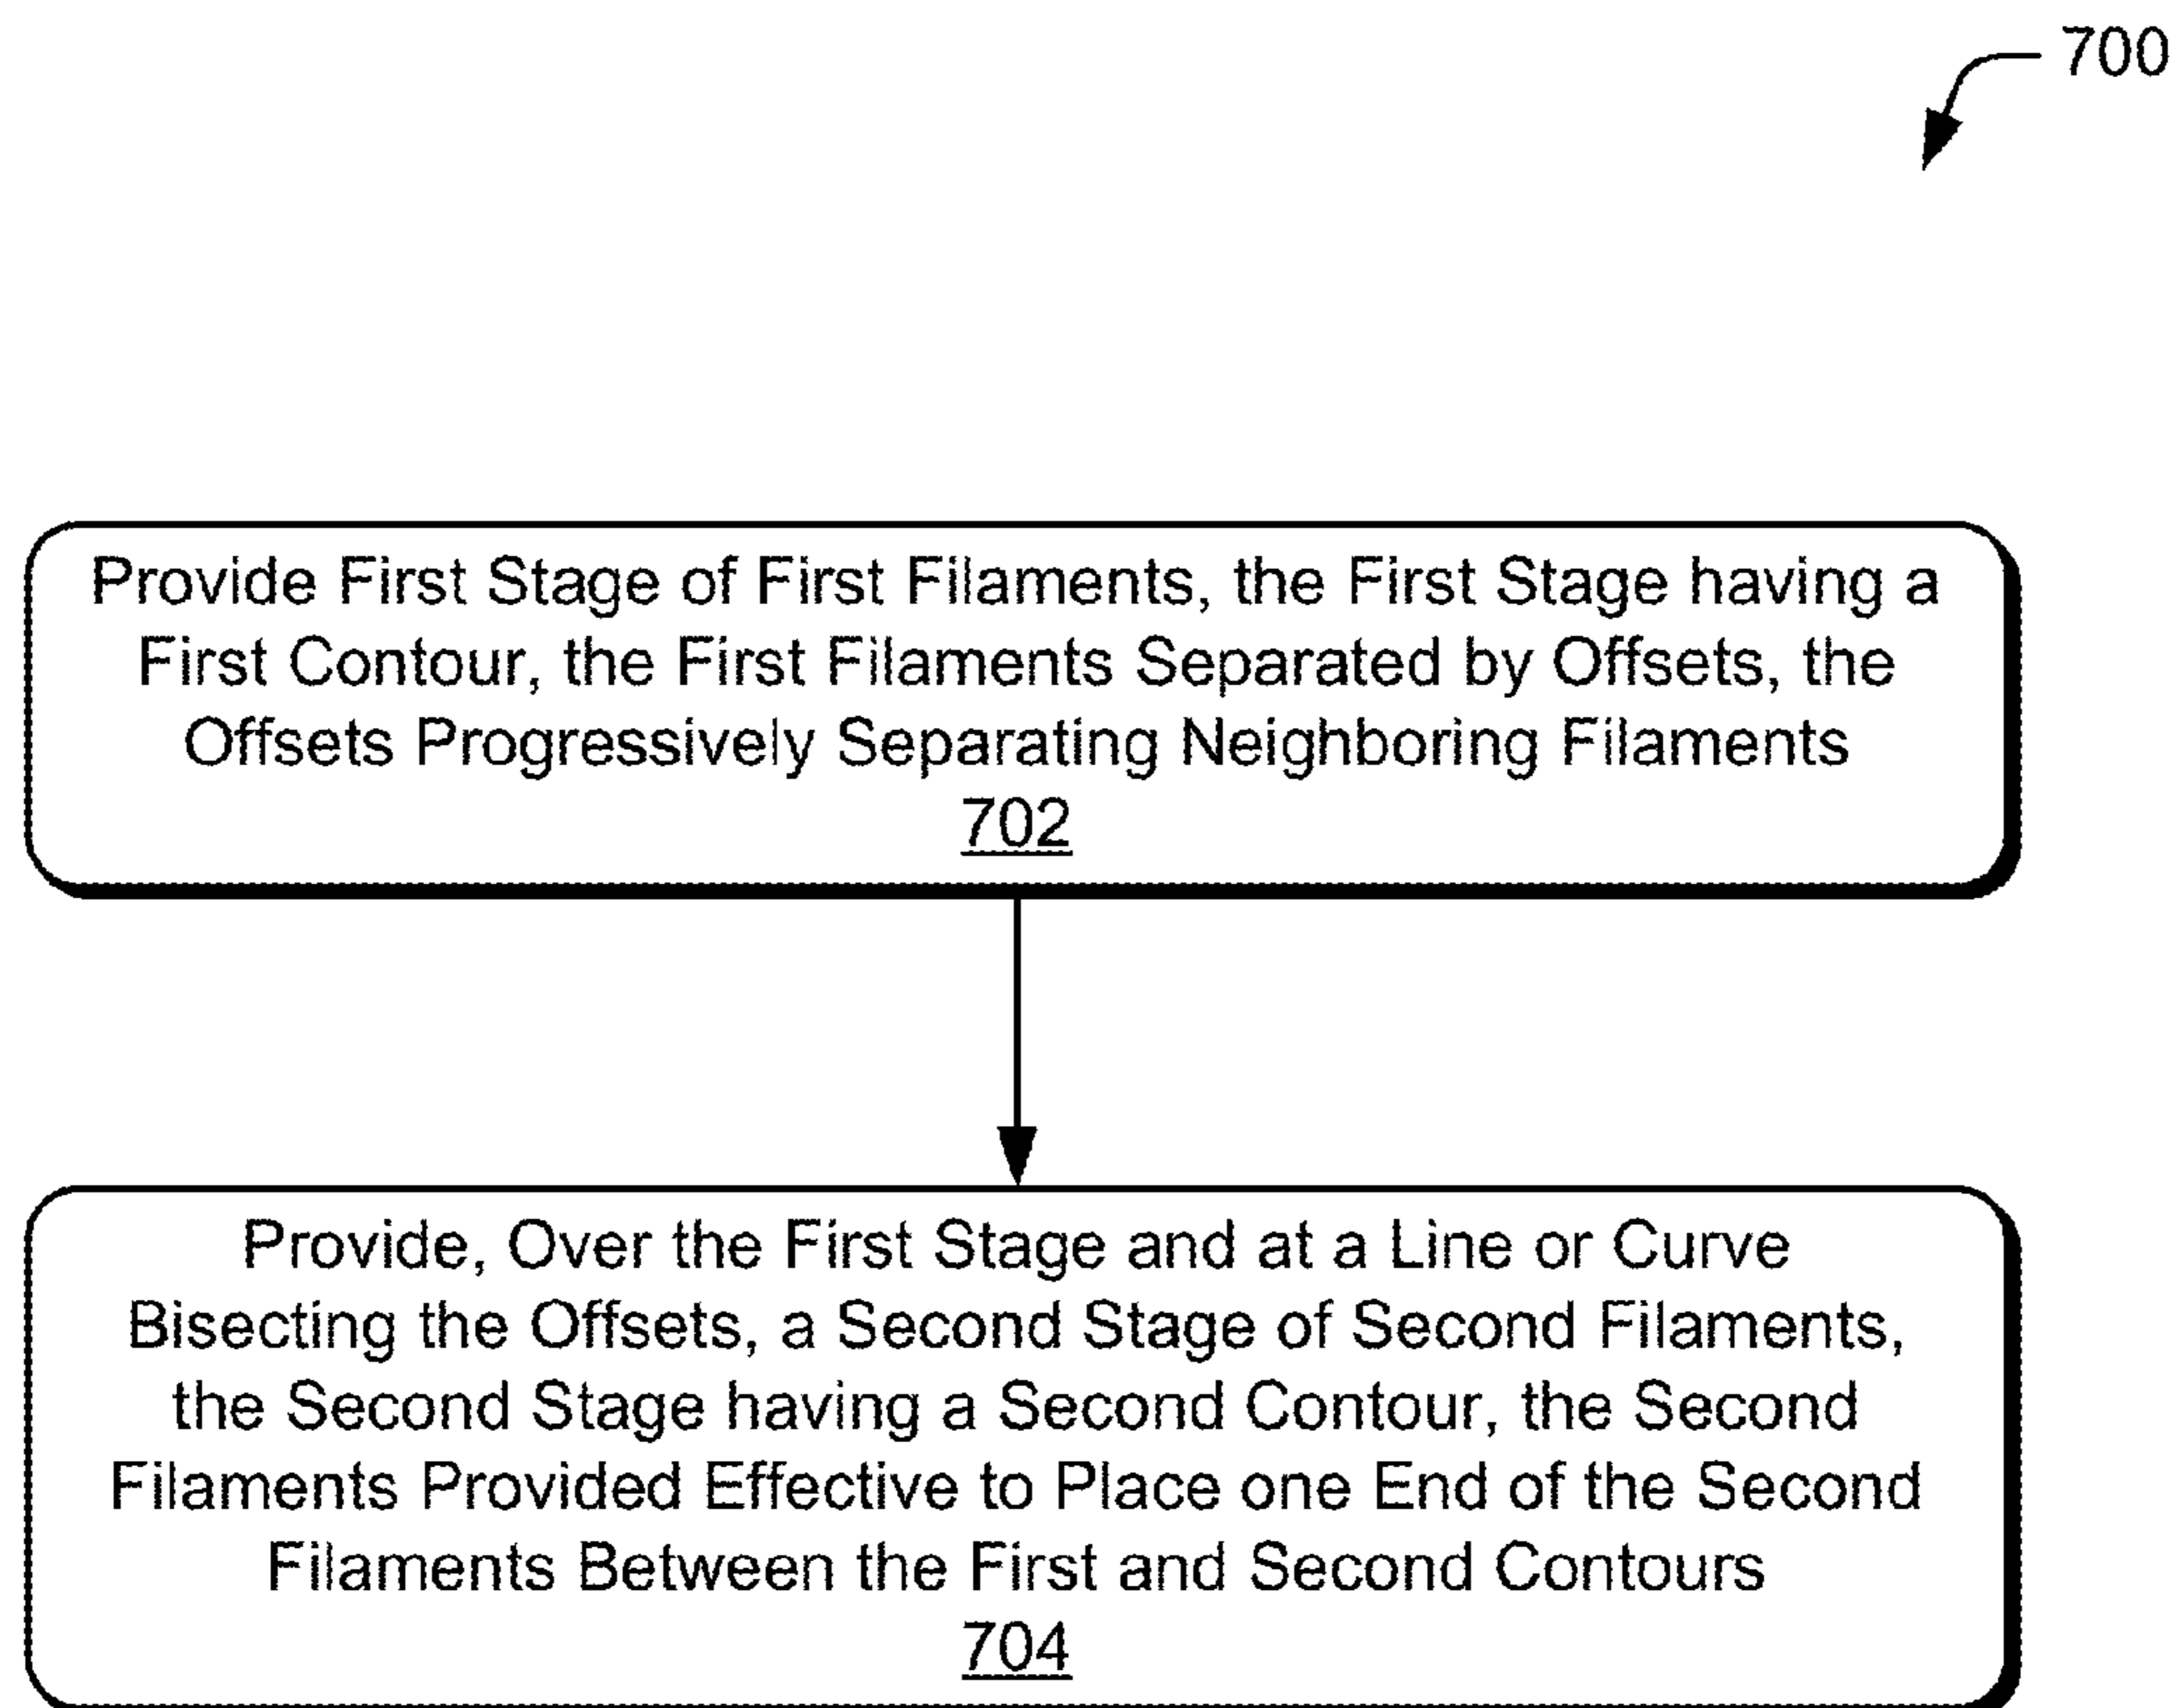 700
Provide First Stage of First Filaments, the First Stage having a
First Contour, the First Filaments Separated by Offsets, the
Offsets Progressively Separating Neighboring Filaments
702
Provide, Over the First Stage and at a Line or Curve
Bisecting the Offsets, a Second Stage of Second Filaments,
the Second Stage having a Second Contour, the Second
Filaments Provided Effective to Place one End of the Second
Filaments Between the First and Second Contours
704